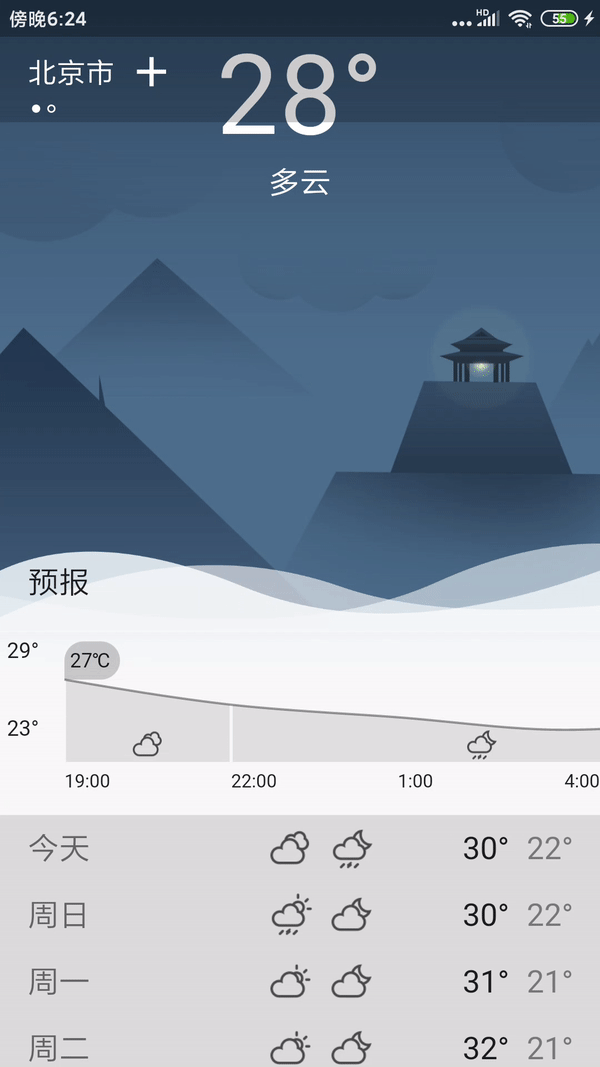 傍晚6:24 HD 55
北京市 + 28°
多云
预报
29°
27℃
23°
19:00 22:00 1:00 4:00
今天 30° 22°
周日 30° 22°
周一 31° 21°
周二 32° 21°